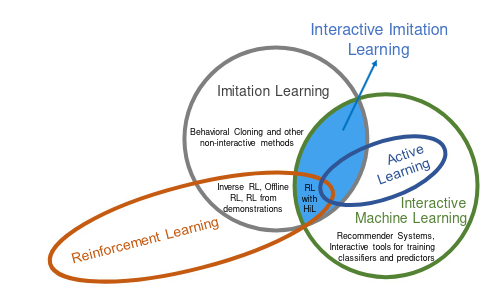 Interactive Imitation
Learning
Imitation Learning
Behavioral Cloning and other
non-interactive methods
Active
Learning
Inverse RL, Offline
RL, RL from
demonstrations
RL
with
HiL
Interactive
Machine Learning
Reinforcement Learning
Recommender Systems,
Interactive tools for training
classifiers and predictors